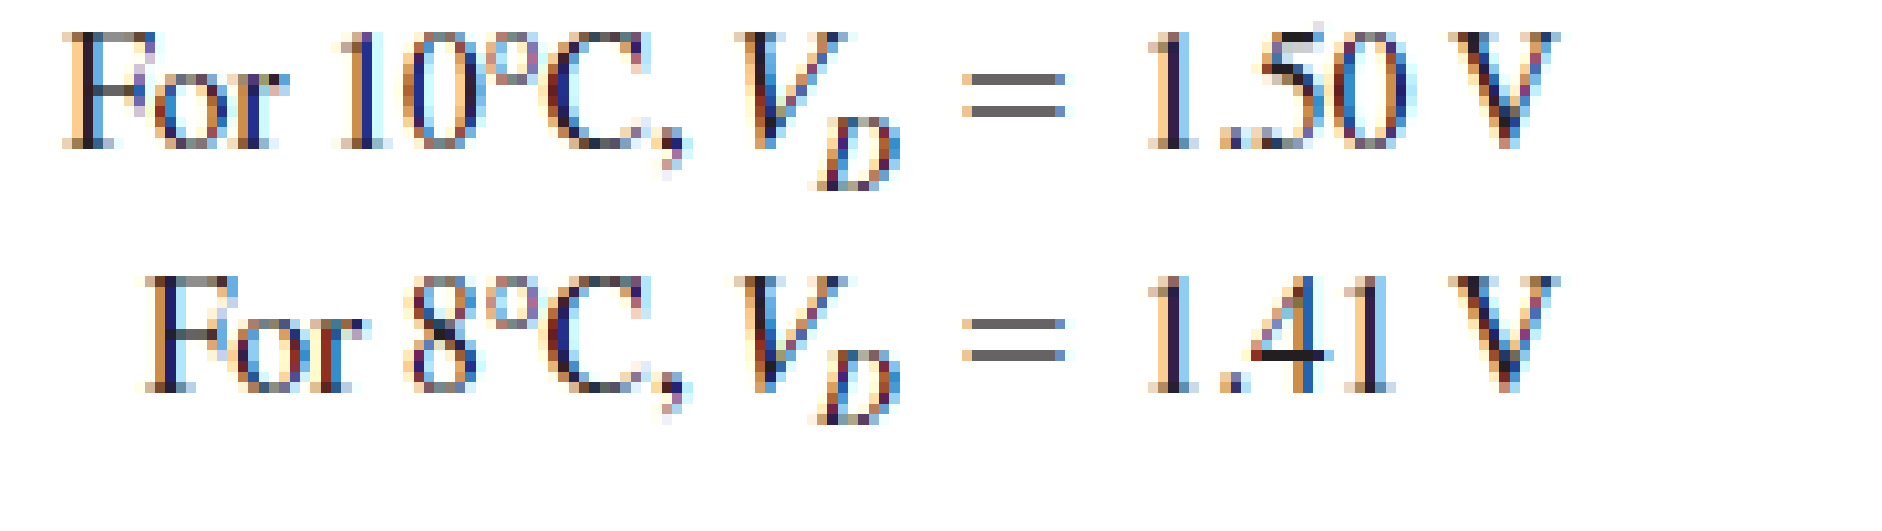 For 10°C, V_D = 1.50 V
For 8°C, V_D = 1.41 V